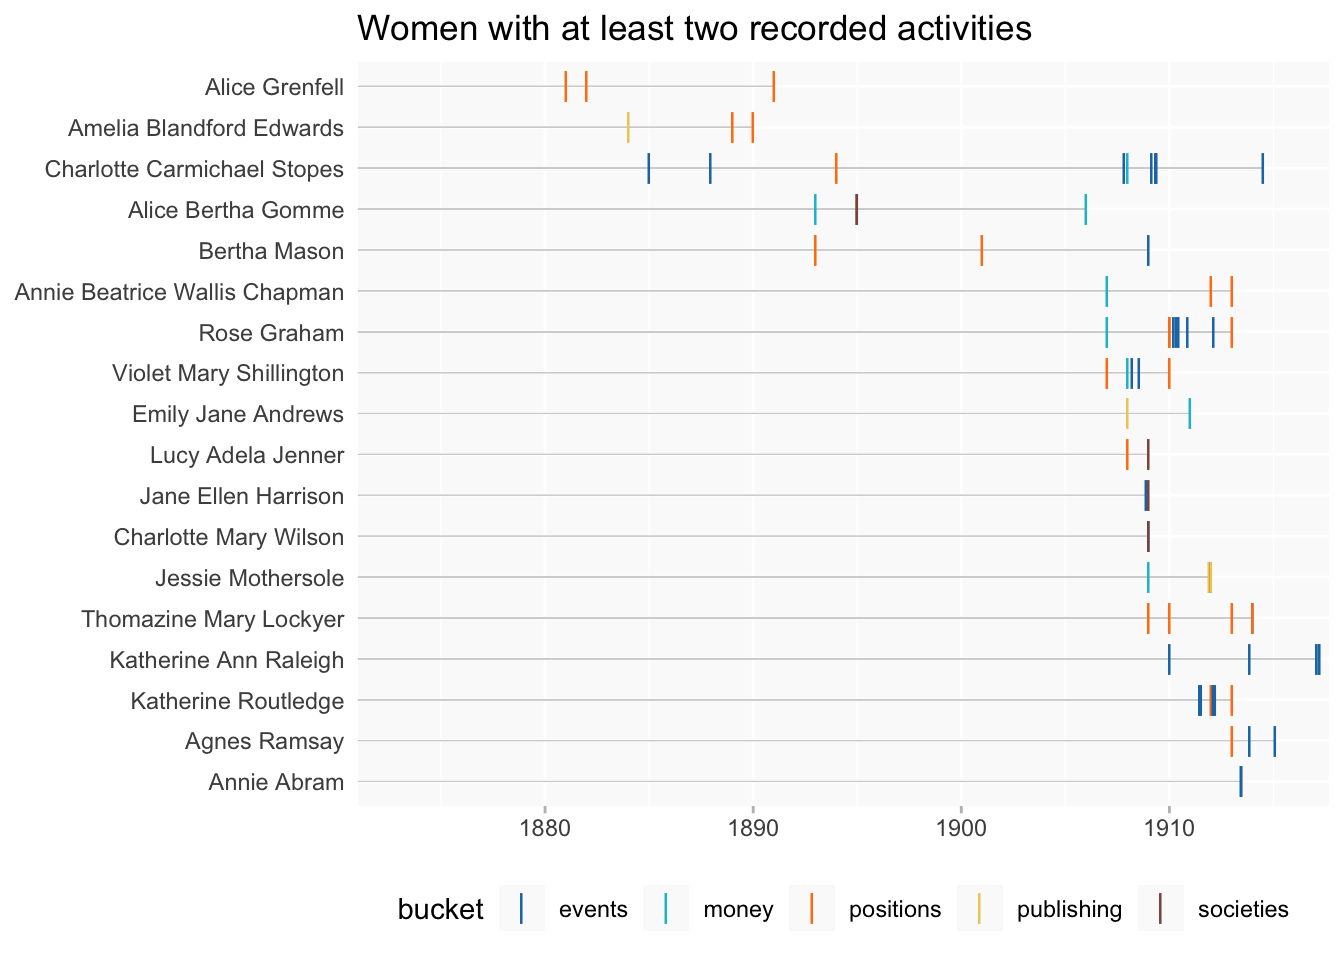 Women with at least two recorded activities
Alice Grenfell
Amelia Blandford Edwards
Charlotte Carmichael Stopes
Alice Bertha Gomme
Bertha Mason
Annie Beatrice Wallis Chapman
Rose Graham
Violet Mary Shillington
Emily Jane Andrews
Lucy Adela Jenner
Jane Ellen Harrison
Charlotte Mary Wilson
Jessie Mothersole
Thomazine Mary Lockyer
Katherine Ann Raleigh
Katherine Routledge
Agnes Ramsay
Annie Abram
1880 1890 1900 1910
bucket events money positions publishing societies